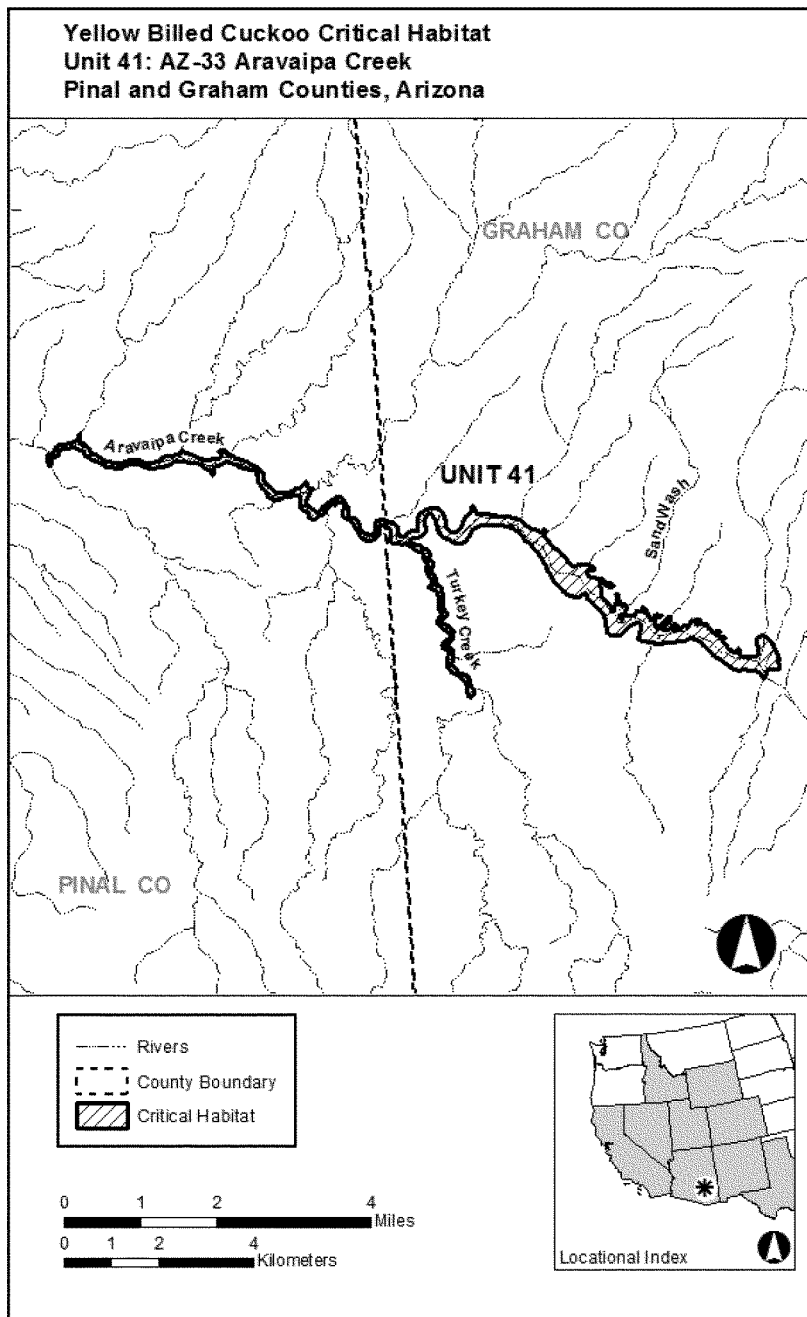 Yellow Billed Cuckoo Critical Habitat
Unit 41: AZ-33 Aravaipa Creek
Pinal and Graham Counties, Arizona
GRAHAM CO
Aravaipa Creek
UNIT 41
Sand Wash
Turkey Creek
PINAL CO
Rivers
County Boundary
Critical Habitat
0 1 2 4
Miles
0 1 2 4
Kilometers
Locational Index